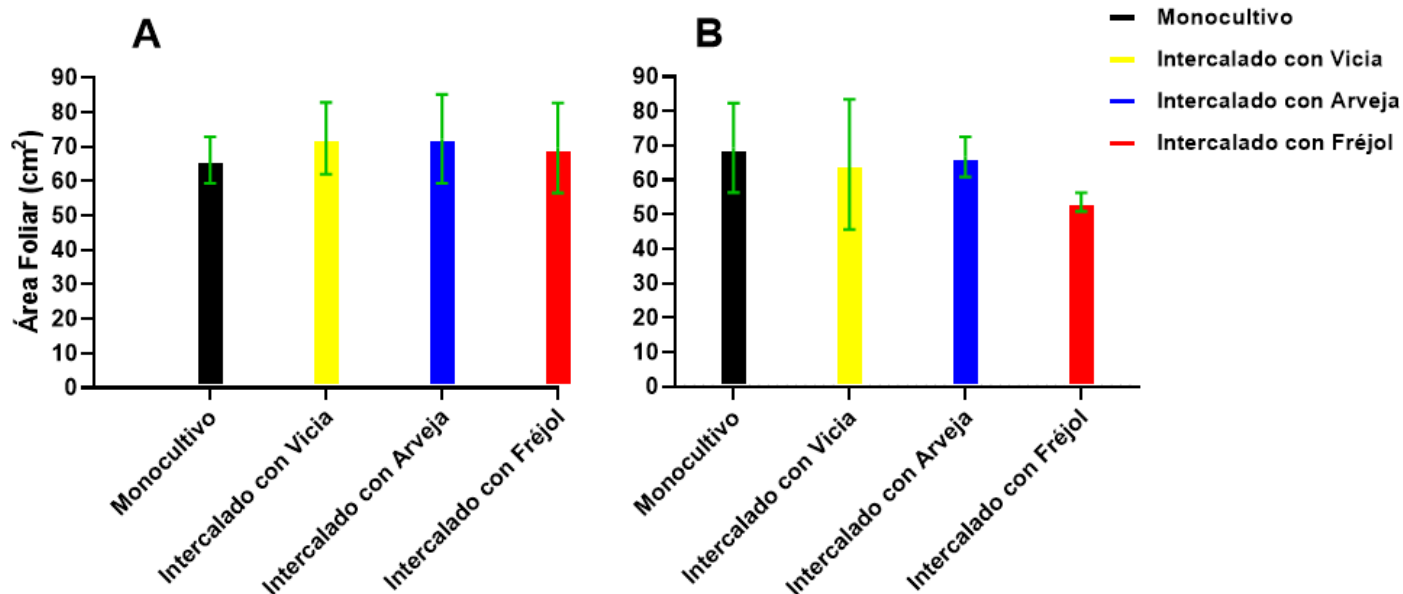 A
Área Foliar (cm²)
90
80
70
60
50
40
30
20
10
0
Monocultivo
Intercalado con Vicia
Intercalado con Arveja
Intercalado con Fréjol
B
90
80
70
60
50
40
30
20
10
0
Monocultivo
Intercalado con Vicia
Intercalado con Arveja
Intercalado con Fréjol
Monocultivo
Intercalado con Vicia
Intercalado con Arveja
Intercalado con Fréjol